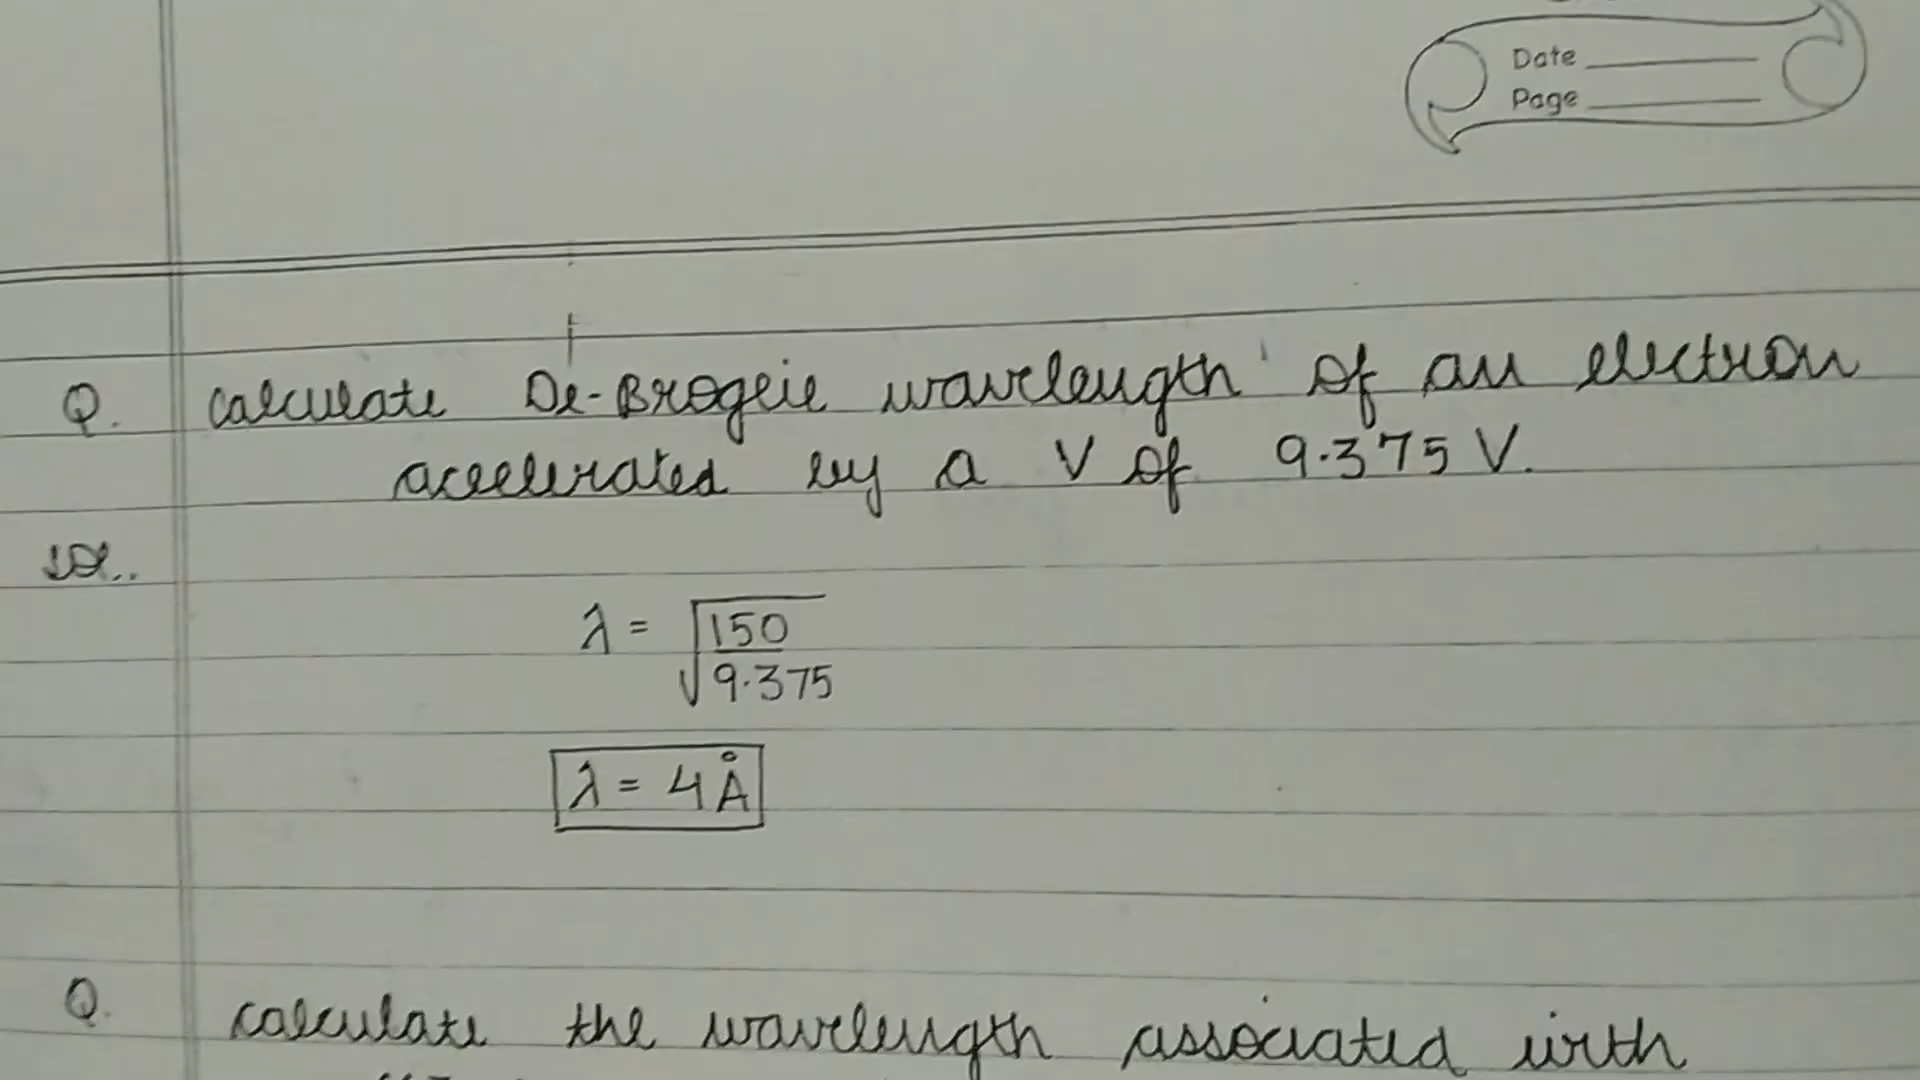 Date
Page
Q. calculate De-Brogeie wavelength of an electron
accelerated by a V of 9.375 V.
Sol..
λ = √150/9.375
λ = 4 Å
Q. calculate the wavelength associated with